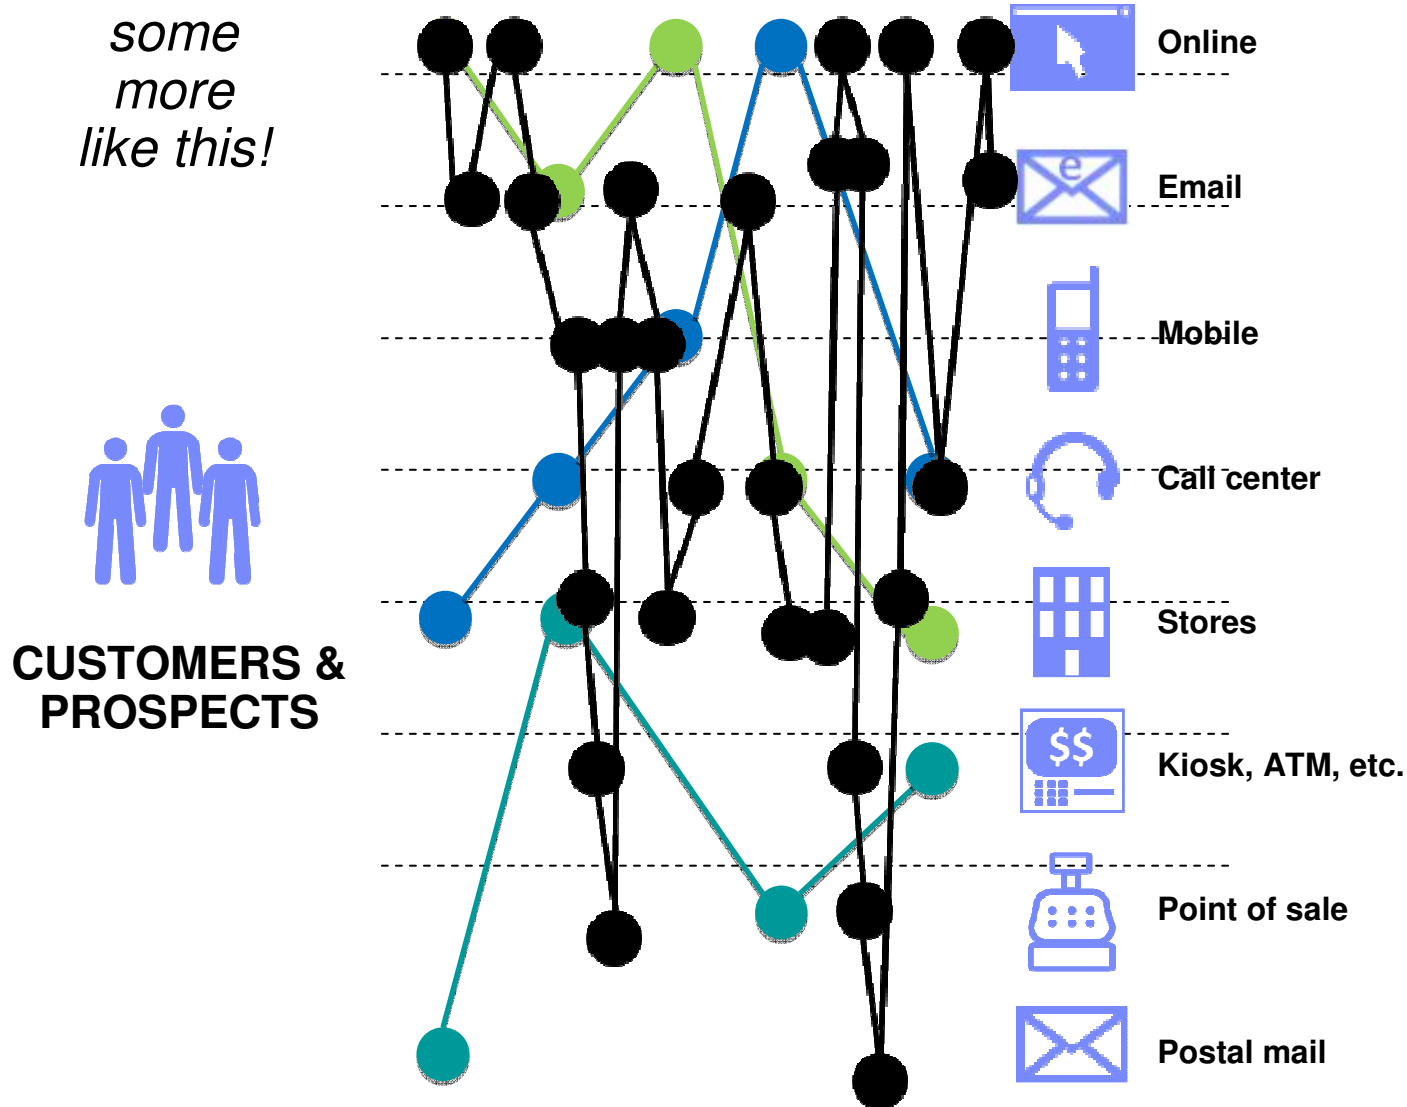 some
more
like this!
Online
Email
Mobile
Call center
CUSTOMERS &
PROSPECTS
Stores
$$
Kiosk, ATM, etc.
Point of sale
Postal mail
e